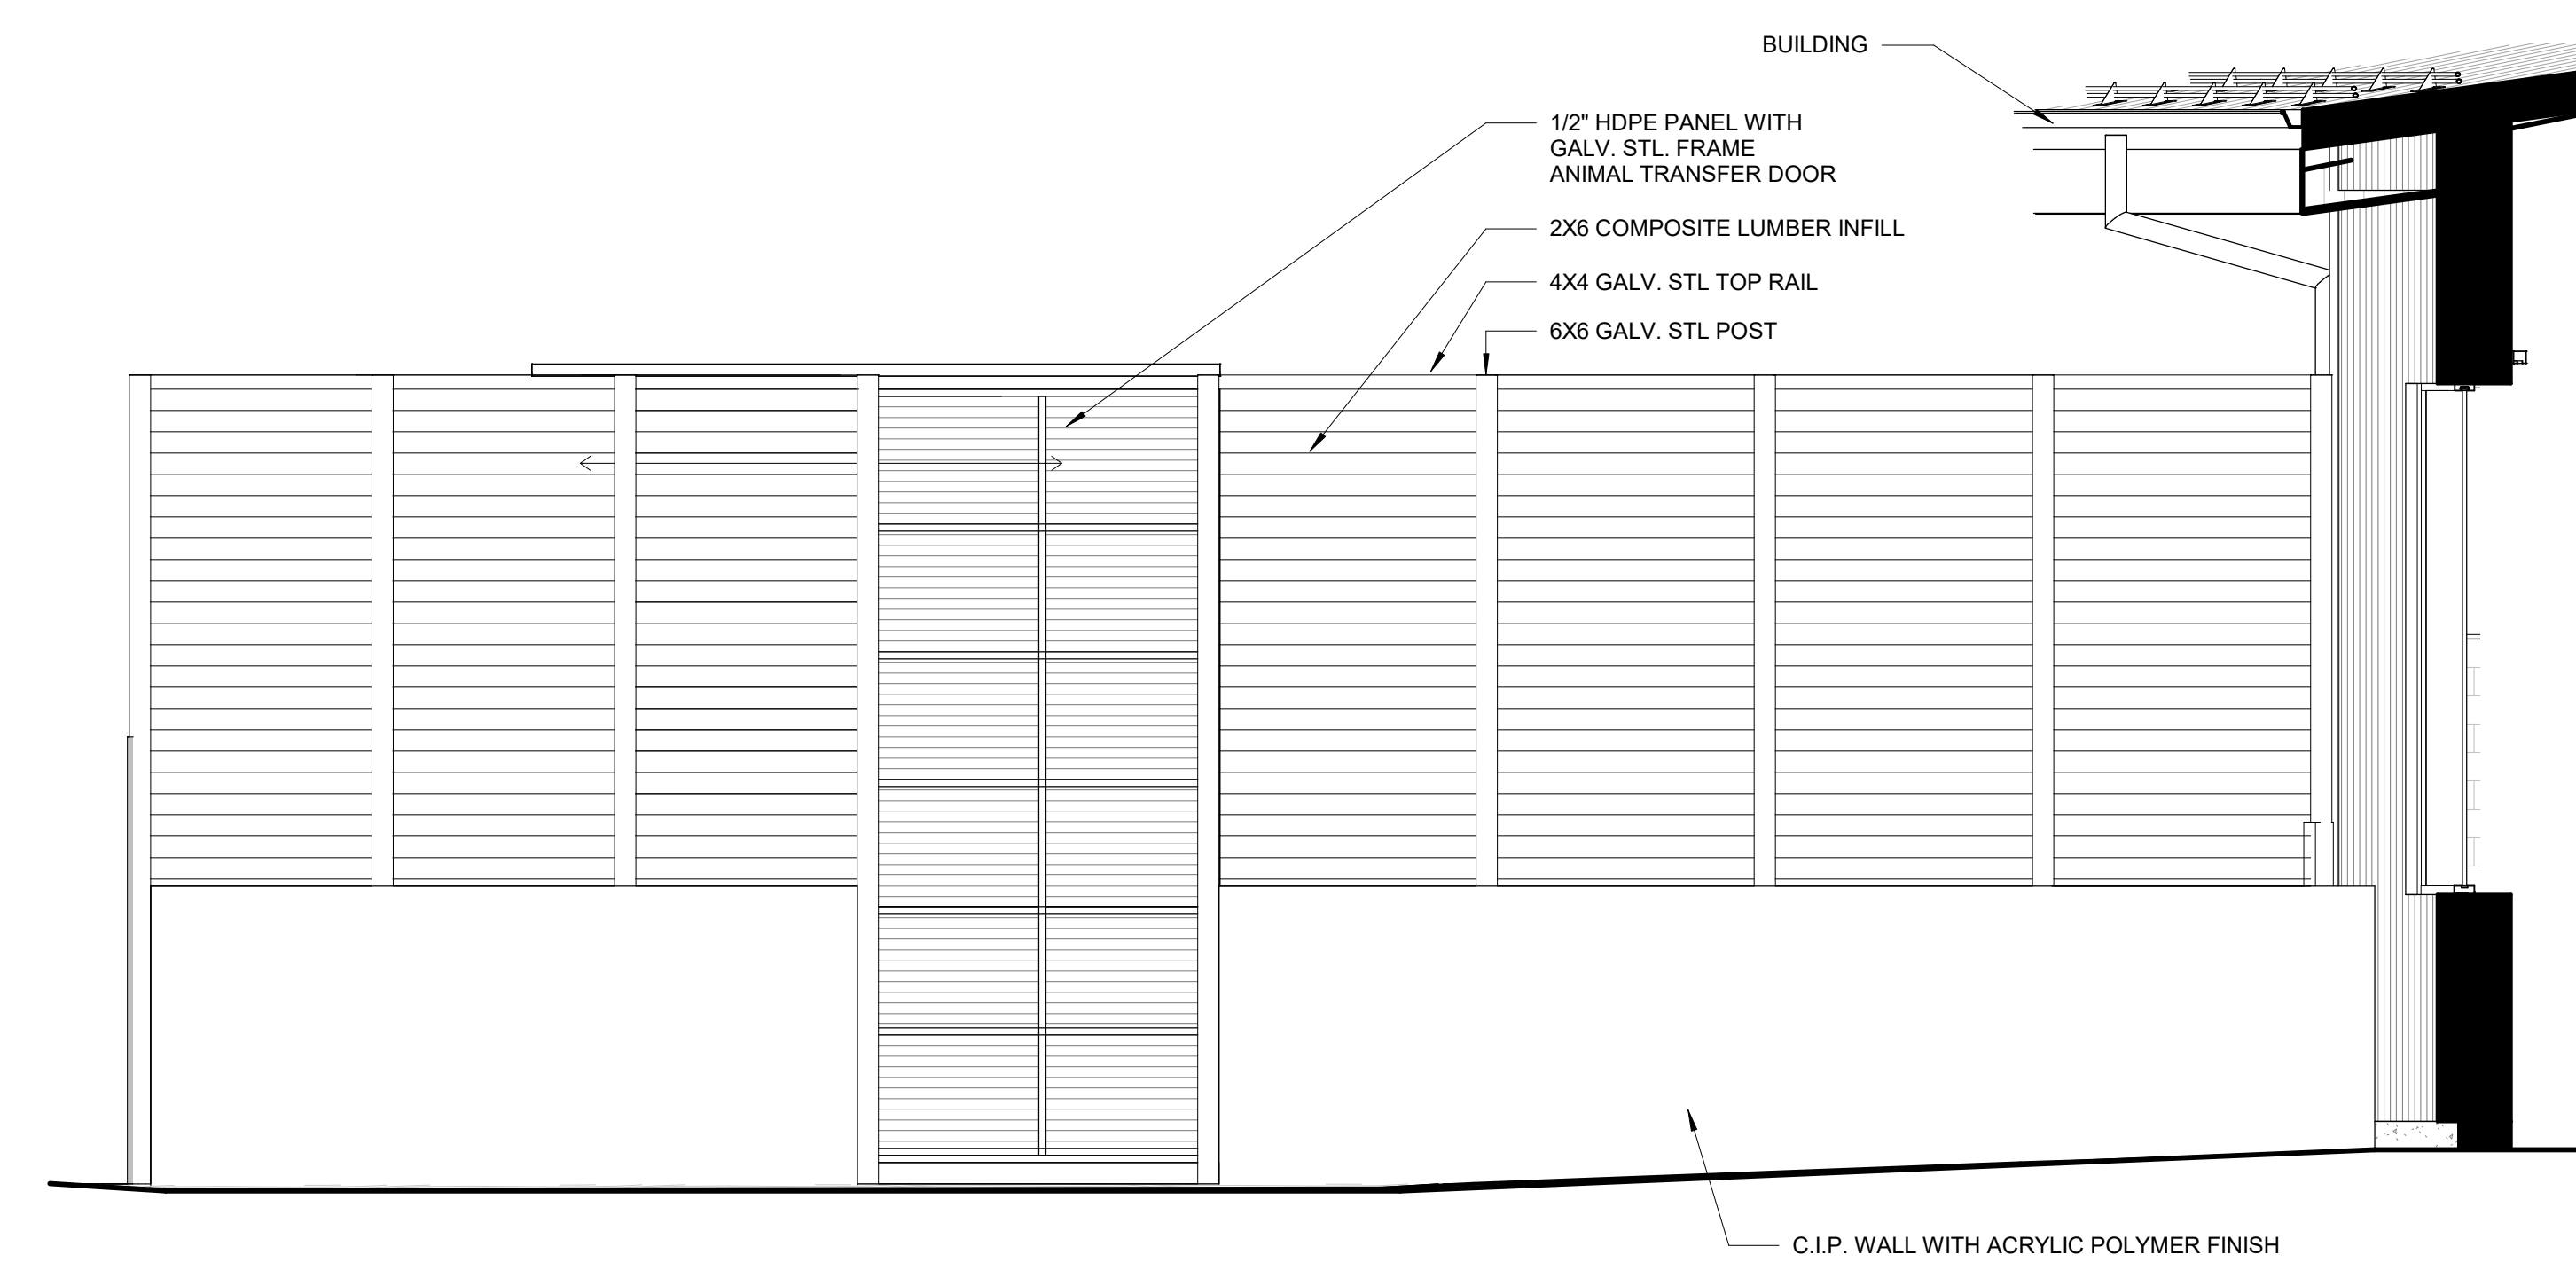 BUILDING
1/2" HDPE PANEL WITH
GALV. STL. FRAME
ANIMAL TRANSFER DOOR
2X6 COMPOSITE LUMBER INFILL
4X4 GALV. STL TOP RAIL
6X6 GALV. STL POST
C.I.P. WALL WITH ACRYLIC POLYMER FINISH